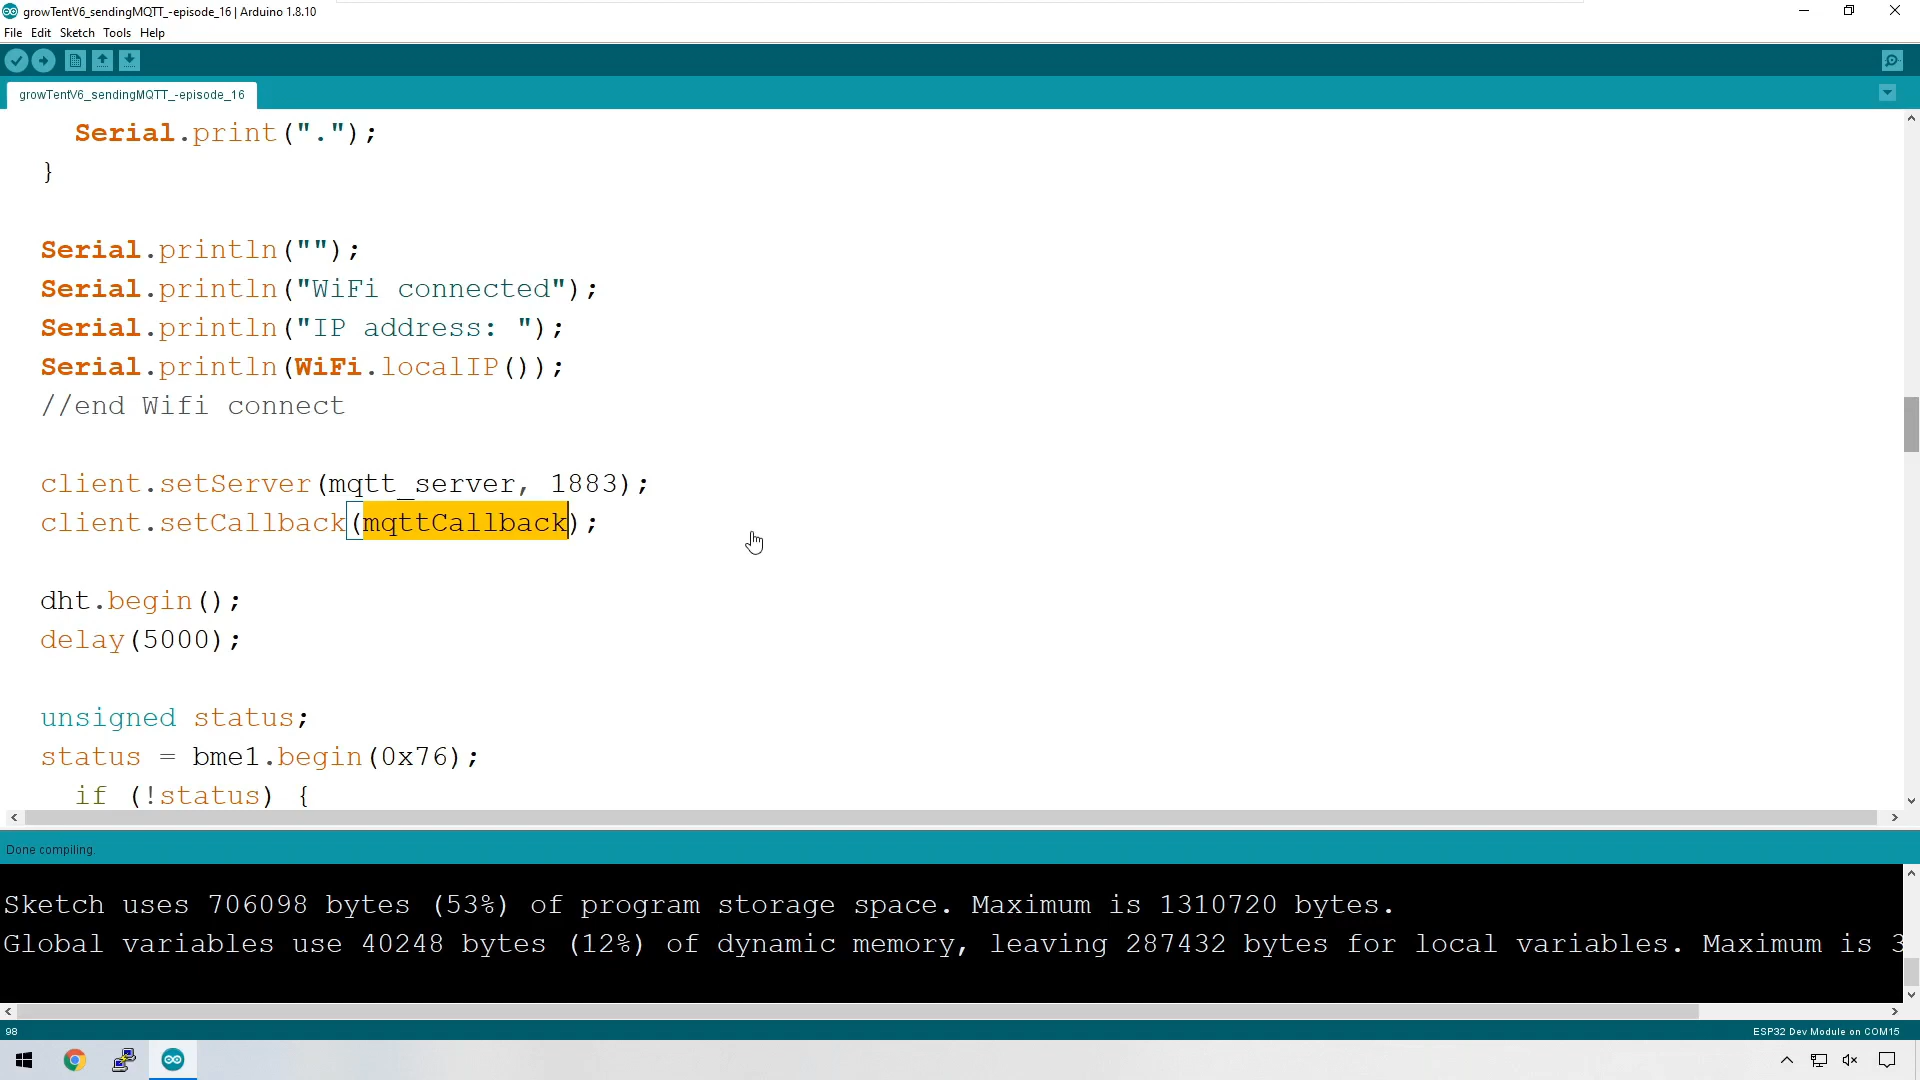 growTentV6_sendingMQTT_-episode_16 | Arduino 1.8.10
File Edit Sketch Tools Help
growTentV6_sendingMQTT_-episode_16
Serial.print(".");
}
Serial.println("");
Serial.println("WiFi connected");
Serial.println("IP address: ");
Serial.println(WiFi.localIP());
//end Wifi connect
client.setServer(mqtt_server, 1883);
client.setCallback(mqttCallback);
dht.begin();
delay(5000);
unsigned status;
status = bme1.begin(0x76);
if (!status) {
Done compiling.
Sketch uses 706098 bytes (53%) of program storage space. Maximum is 1310720 bytes.
Global variables use 40248 bytes (12%) of dynamic memory, leaving 287432 bytes for local variables. Maximum is 3
98
ESP32 Dev Module on COM15